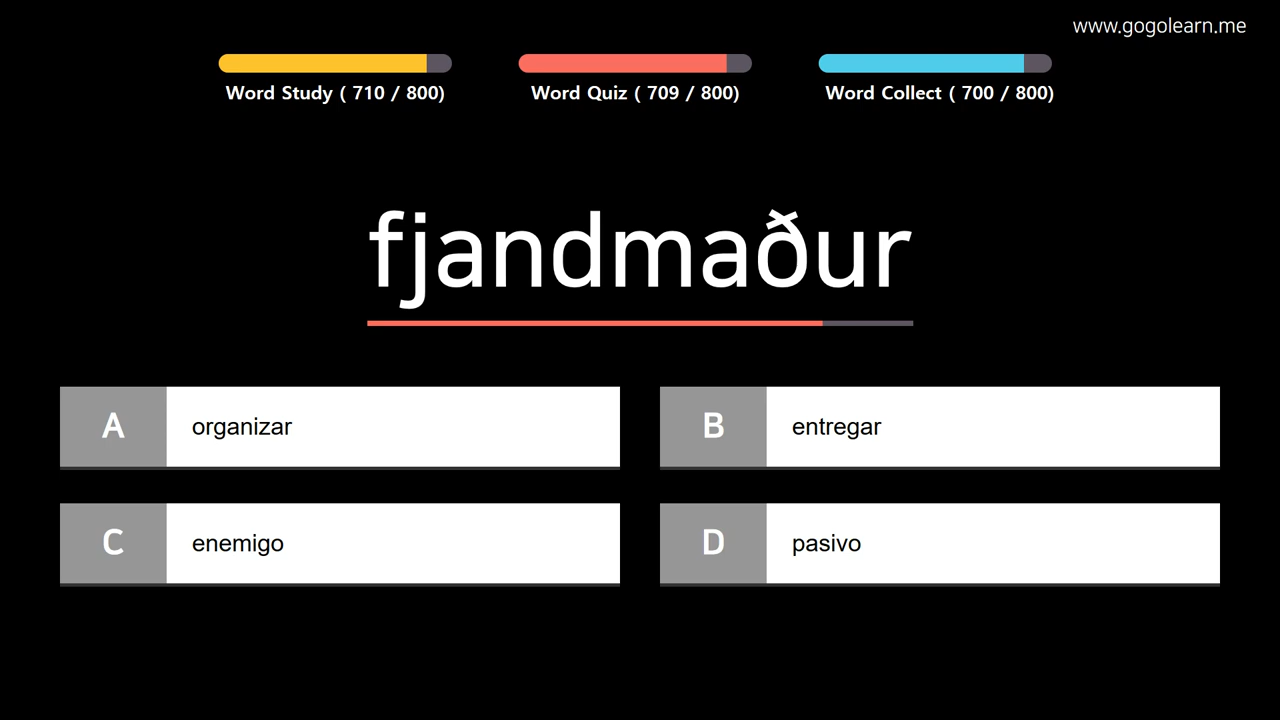 www.gogolearn.me
Word Study ( 710 / 800)
Word Quiz ( 709 / 800)
Word Collect ( 700 / 800)
fjandmaður
A organizar
B entregar
C enemigo
D pasivo